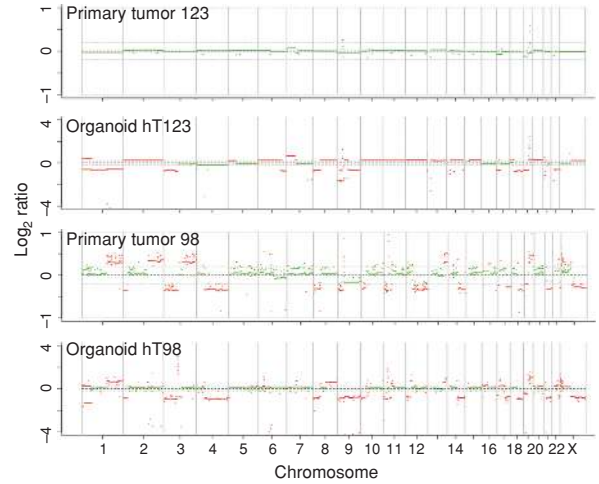 Primary tumor 123
1
0
−1
Organoid hT123
4
0
−4
Log2 ratio
Primary tumor 98
1
0
−1
Organoid hT98
4
0
−4
1 2 3 4 5 6 7 8 9 10 11 12 14 16 18 20 22 X
Chromosome